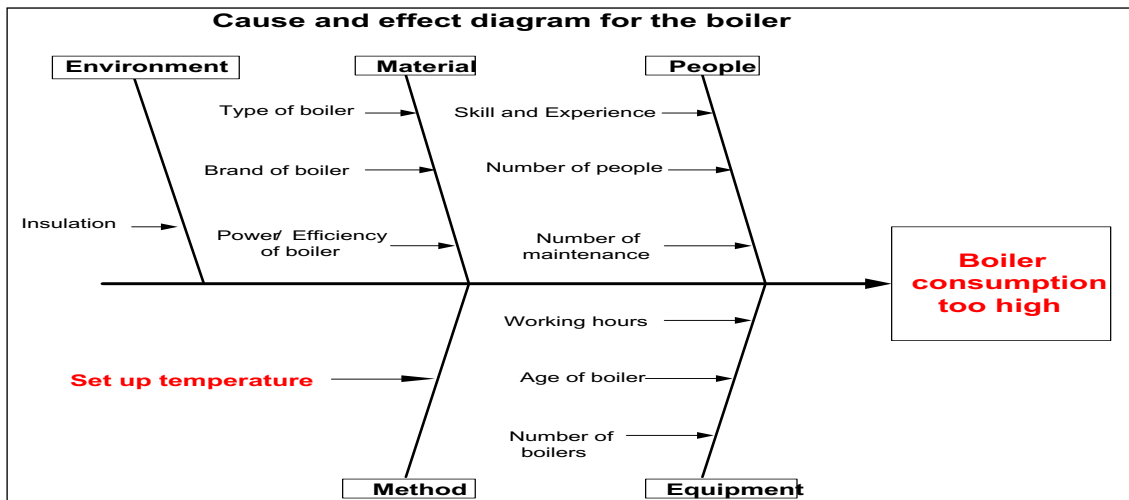 Cause and effect diagram for the boiler
Environment
Material
People
Type of boiler
Skill and Experience
Brand of boiler
Number of people
Insulation
Power/ Efficiency
of boiler
Number of
maintenance
Boiler
consumption
too high
Working hours
Set up temperature
Age of boiler
Number of
boilers
Method
Equipment